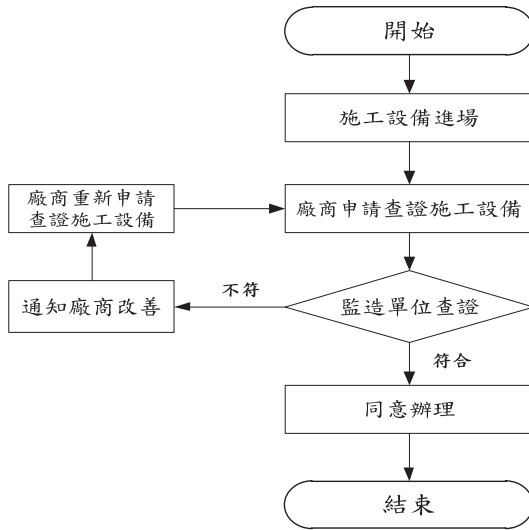 開始
施工設備進場
廠商重新申請
查證施工設備
廠商申請查證施工設備
通知廠商改善
不符
監造單位查證
符合
同意辦理
結束